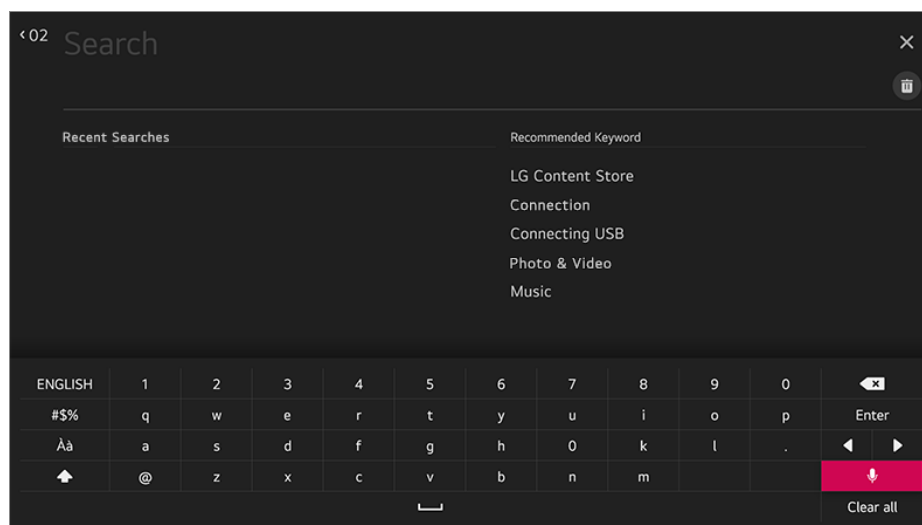 02
Search
Recent Searches
Recommended Keyword
LG Content Store
Connection
Connecting USB
Photo & Video
Music
ENGLISH 1 2 3 4 5 6 7 8 9 0
#$% q w e r t y u i o p Enter
Àà a s d f g h 0 k l .
@ z x c v b n m
Clear all